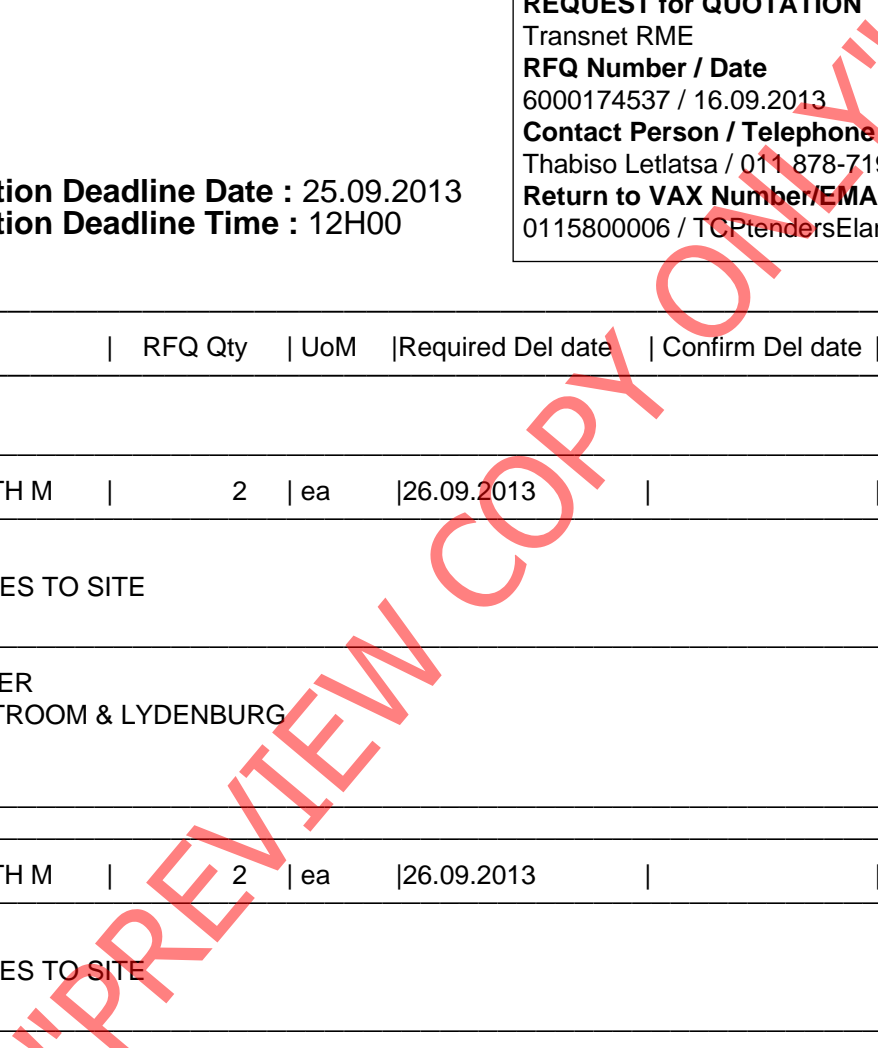 REQUEST for QUOTATION
Transnet RME
RFQ Number / Date
6000174537 / 16.09.2013
Contact Person / Telephone
Thabiso Letlatsa / 011 878-719
Return to VAX Number/EMA
0115800006 / TCPtendersElan
tion Deadline Date : 25.09.2013
tion Deadline Time : 12H00
| RFQ Qty | UoM |Required Del date | Confirm Del date |
TH M | 2 | ea |26.09.2013 | |
ES TO SITE
ER
TROOM & LYDENBURG
TH M | 2 | ea |26.09.2013 | |
ES TO SITE
"PREVIEW COPY ONLY"